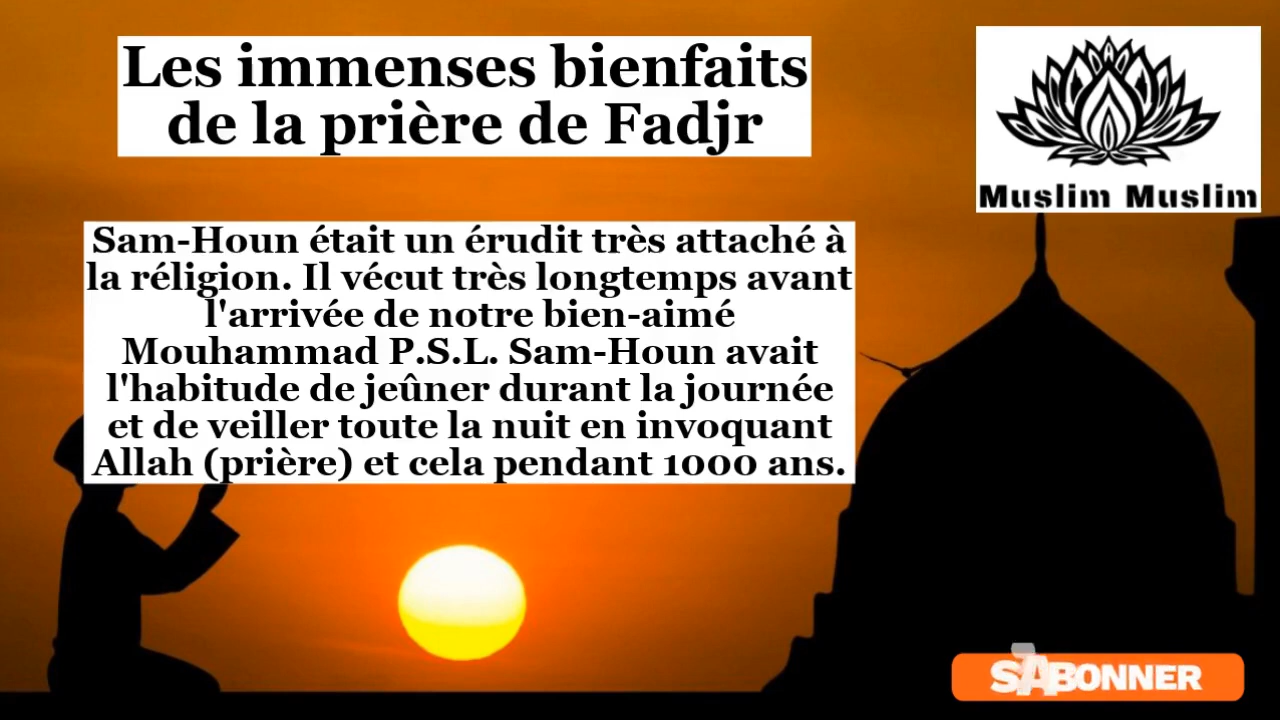 Les immenses bienfaits
de la prière de Fadjr
Muslim Muslim
Sam-Houn était un érudit très attaché à
la réligion. Il vécut très longtemps avant
l'arrivée de notre bien-aimé
Mouhammad P.S.L. Sam-Houn avait
l'habitude de jeûner durant la journée
et de veiller toute la nuit en invoquant
Allah (prière) et cela pendant 1000 ans.
S'ABONNER